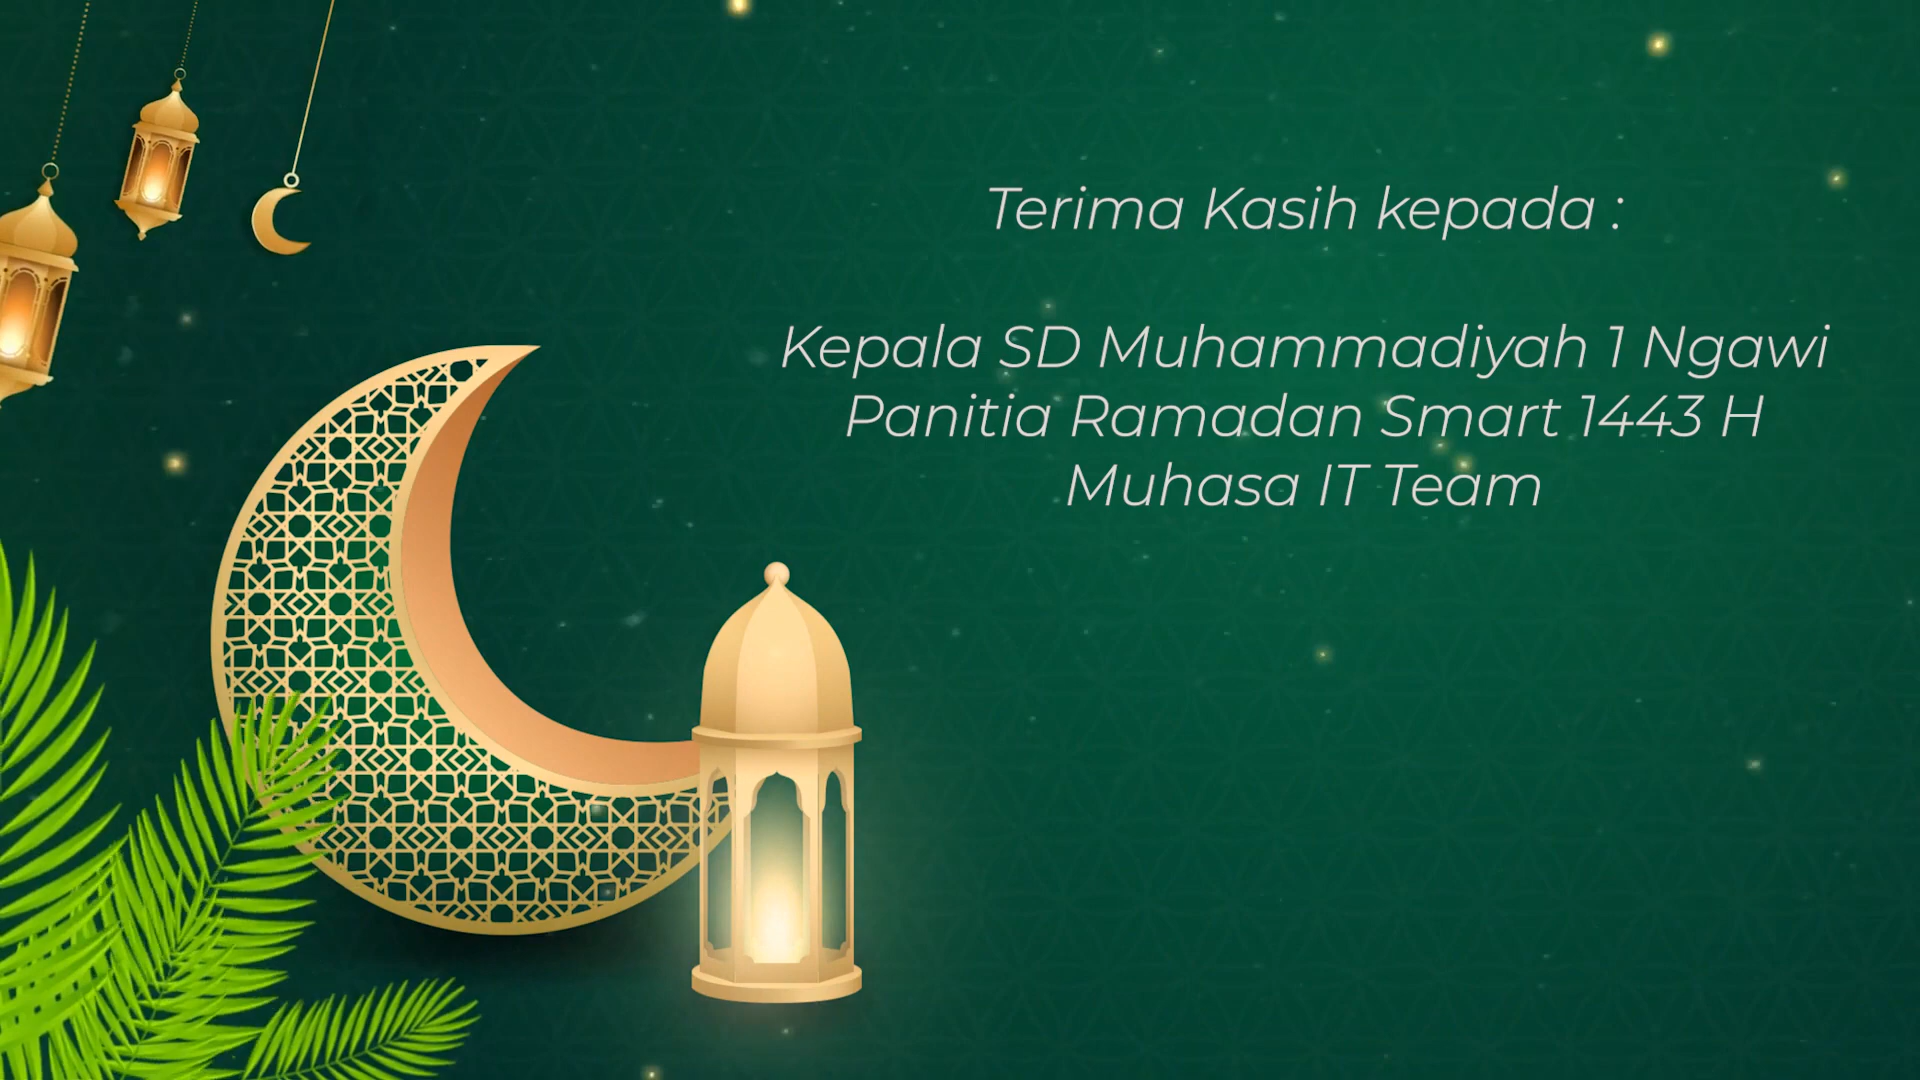 Terima Kasih kepada :
Kepala SD Muhammadiyah 1 Ngawi
Panitia Ramadan Smart 1443 H
Muhasa IT Team